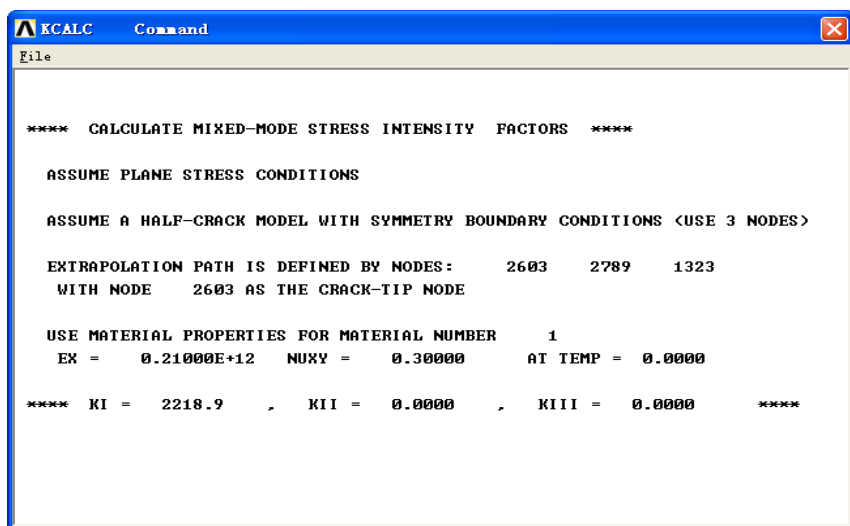 KCALC Command
File
**** CALCULATE MIXED-MODE STRESS INTENSITY FACTORS ****
ASSUME PLANE STRESS CONDITIONS
ASSUME A HALF-CRACK MODEL WITH SYMMETRY BOUNDARY CONDITIONS (USE 3 NODES)
EXTRAPOLATION PATH IS DEFINED BY NODES: 2603 2789 1323
WITH NODE 2603 AS THE CRACK-TIP NODE
USE MATERIAL PROPERTIES FOR MATERIAL NUMBER 1
EX = 0.21000E+12 NUXY = 0.30000 AT TEMP = 0.0000
**** KI = 2218.9 , KII = 0.0000 , KIII = 0.0000 ****